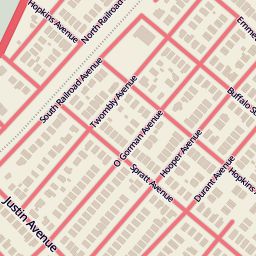 Hopkins Avenue
North Railroad
Emme
South Railroad Avenue
Twombly Avenue
Buffalo St
O Gorman Avenue
Hooper Avenue
Spratt Avenue
Durant Avenue
Hopkins
Justin Avenue